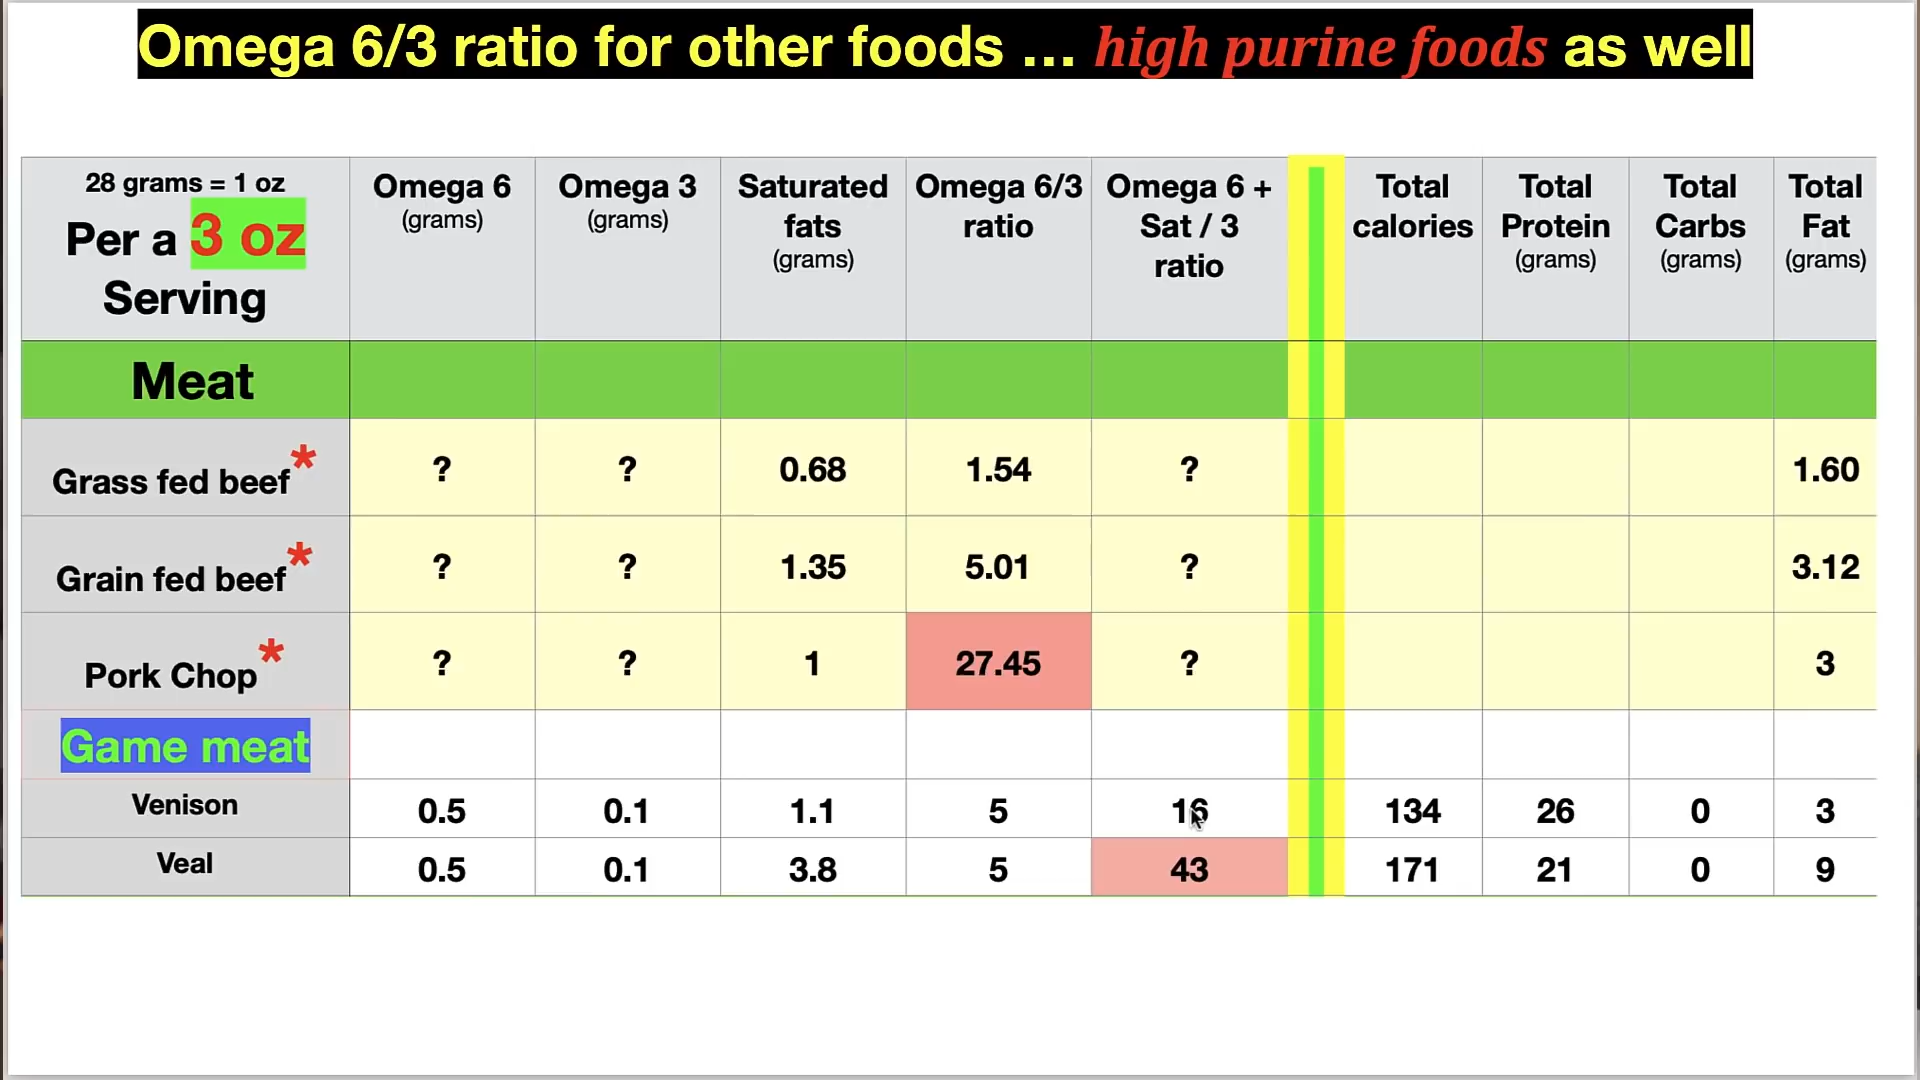 Omega 6/3 ratio for other foods ... high purine foods as well
28 grams = 1 oz
Per a 3 oz
Serving
Omega 6
(grams)
Omega 3
(grams)
Saturated
fats
(grams)
Omega 6/3
ratio
Omega 6 +
Sat / 3
ratio
Total
calories
Total
Protein
(grams)
Total
Carbs
(grams)
Total
Fat
(grams)
Meat
Grass fed beef* ? ? 0.68 1.54 ? 1.60
Grain fed beef* ? ? 1.35 5.01 ? 3.12
Pork Chop* ? ? 1 27.45 ? 3
Game meat
Venison 0.5 0.1 1.1 5 16 134 26 0 3
Veal 0.5 0.1 3.8 5 43 171 21 0 9